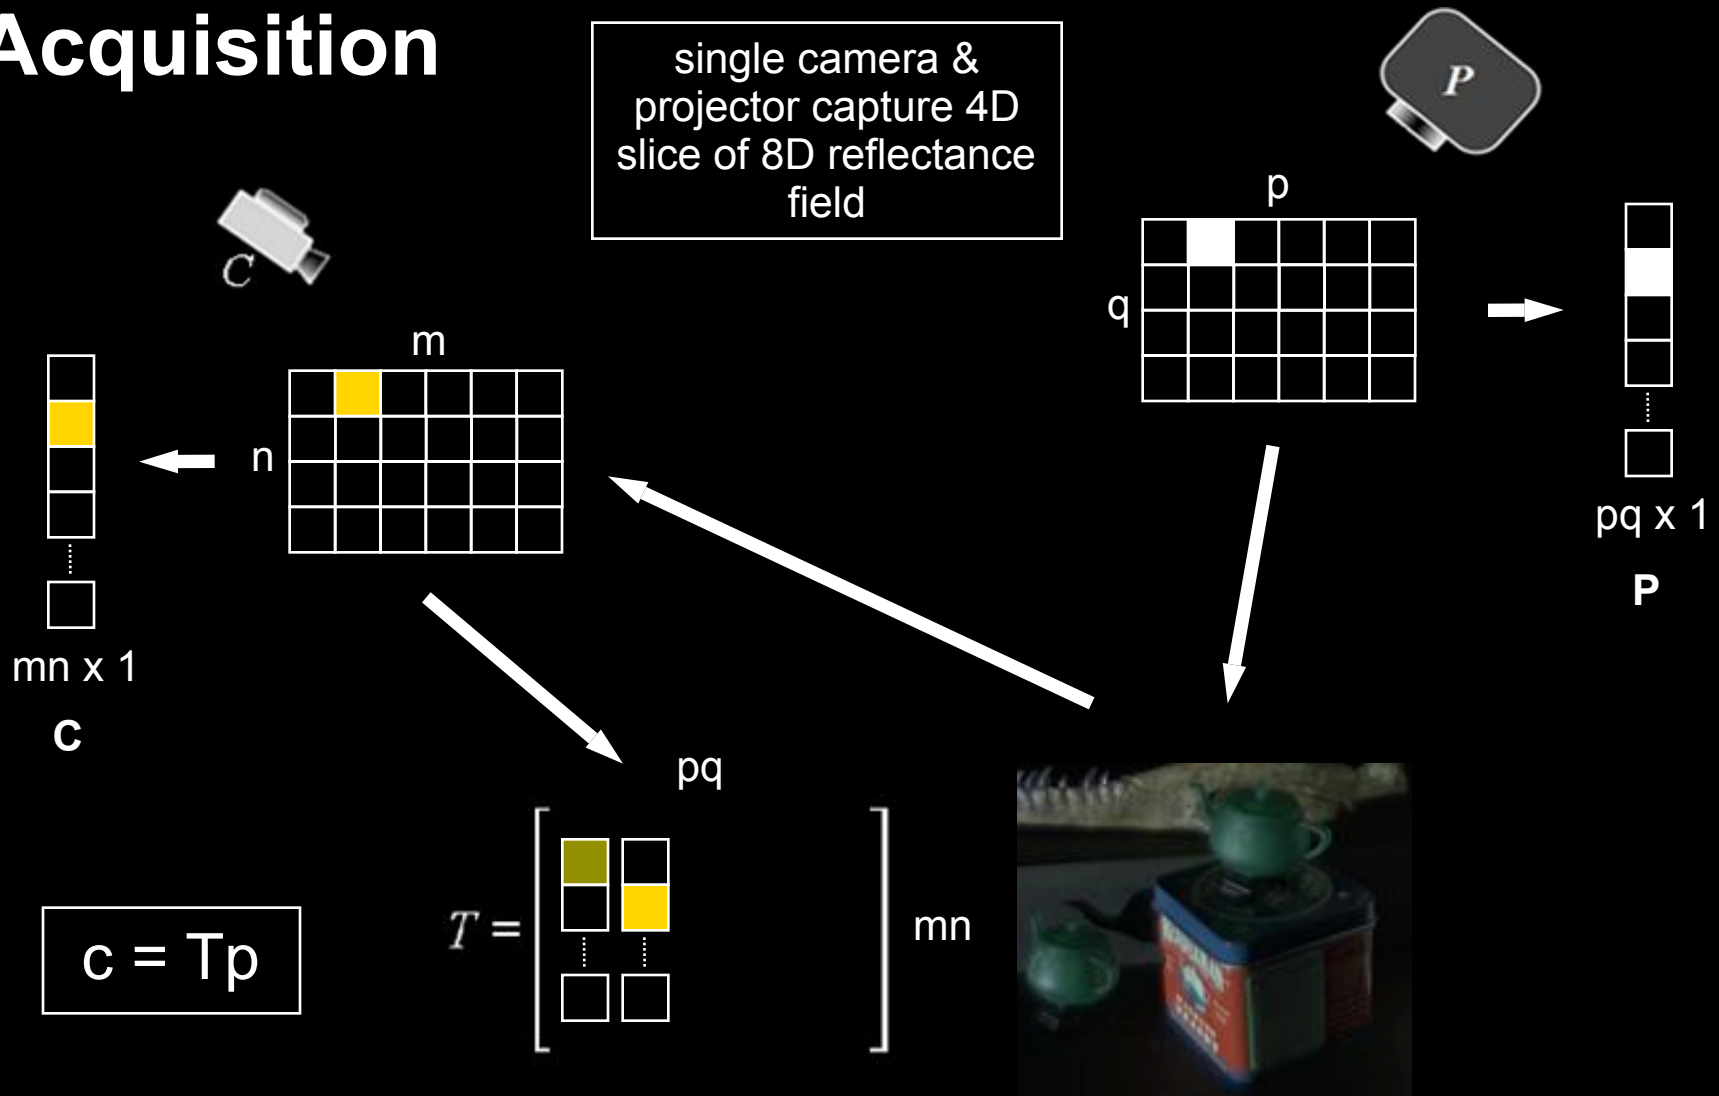 Acquisition
single camera &
projector capture 4D
slice of 8D reflectance
field
P
C
p
q
m
n
pq x 1
P
mn x 1
C
pq
T =
mn
c = Tp